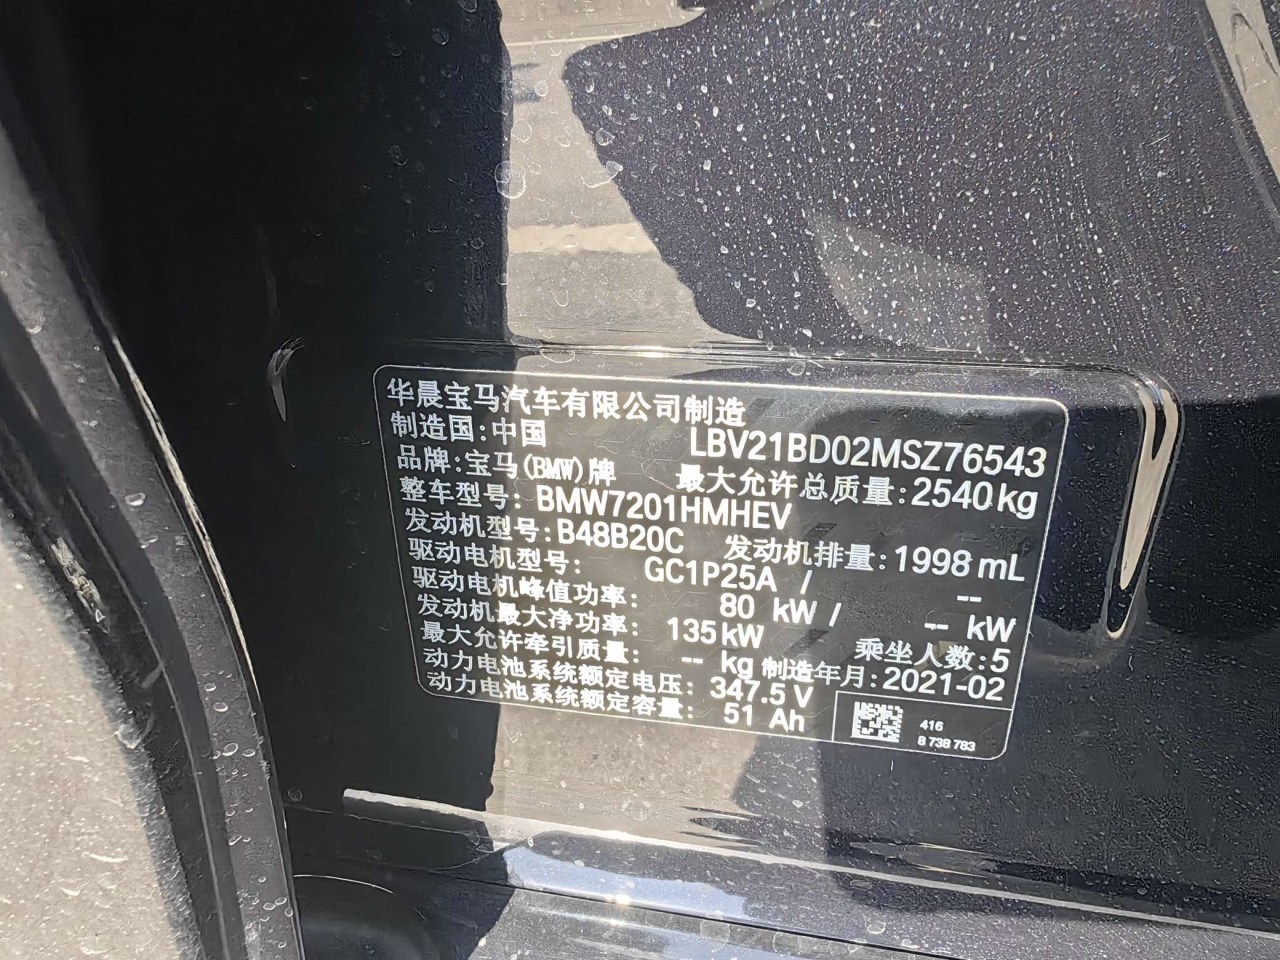 华晨宝马汽车有限公司制造
制造国:中国 LBV21BD02MSZ76543
品牌:宝马(BMW)牌 最大允许总质量:2540kg
整车型号:BMW7201HMHEV
发动机型号:B48B20C 发动机排量:1998 mL
驱动电机型号: GC1P25A / --
驱动电机峰值功率: 80 kW / -- kW
发动机最大净功率: 135kW 乘坐人数:5
最大允许牵引质量: -- kg 制造年月:2021-02
动力电池系统额定电压:347.5 V
动力电池系统额定容量: 51 Ah
416
8 738 783